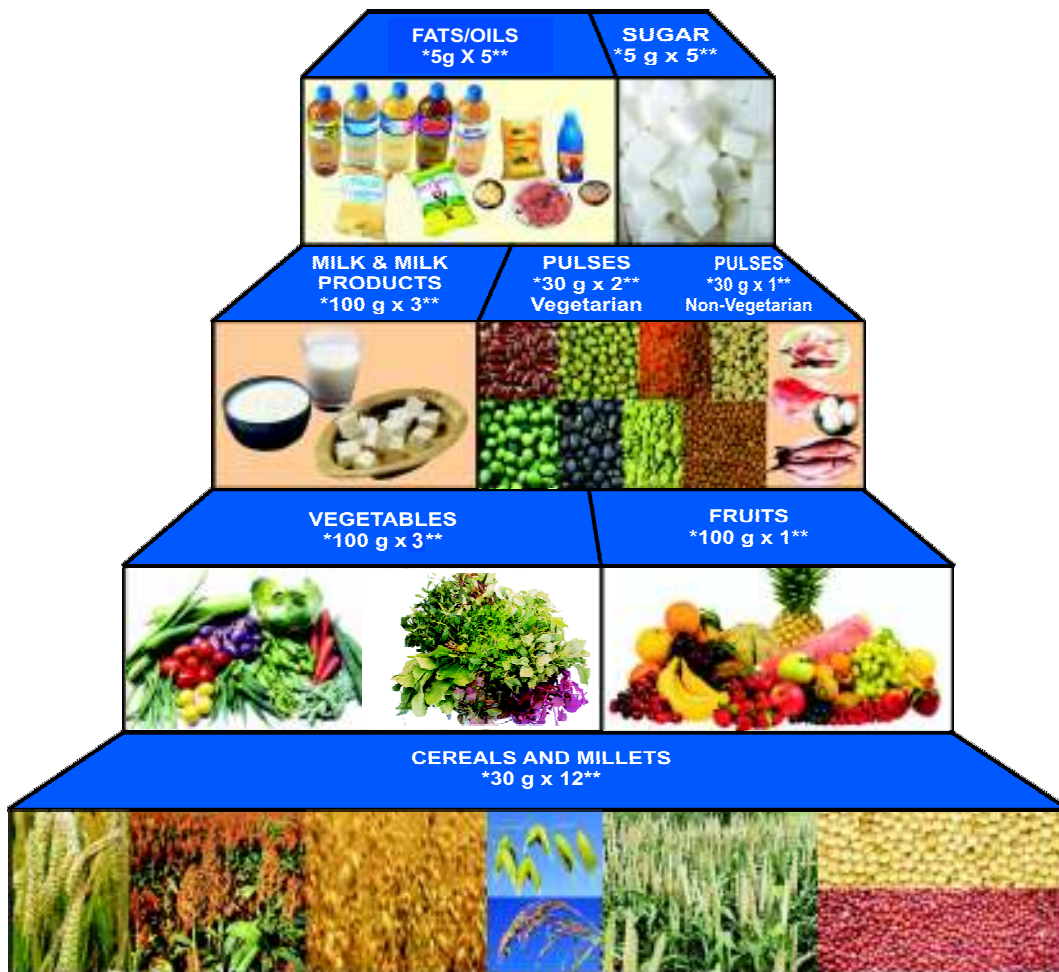 FATS/OILS
*5g X 5**
SUGAR
*5 g x 5**
MILK & MILK
PRODUCTS
*100 g x 3**
PULSES
*30 g x 2**
Vegetarian
PULSES
*30 g x 1**
Non-Vegetarian
VEGETABLES
*100 g x 3**
FRUITS
*100 g x 1**
CEREALS AND MILLETS
*30 g x 12**